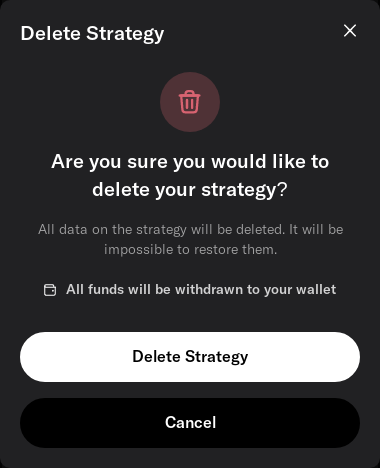 Delete Strategy
Are you sure you would like to
delete your strategy?
All data on the strategy will be deleted. It will be
impossible to restore them.
All funds will be withdrawn to your wallet
Delete Strategy
Cancel